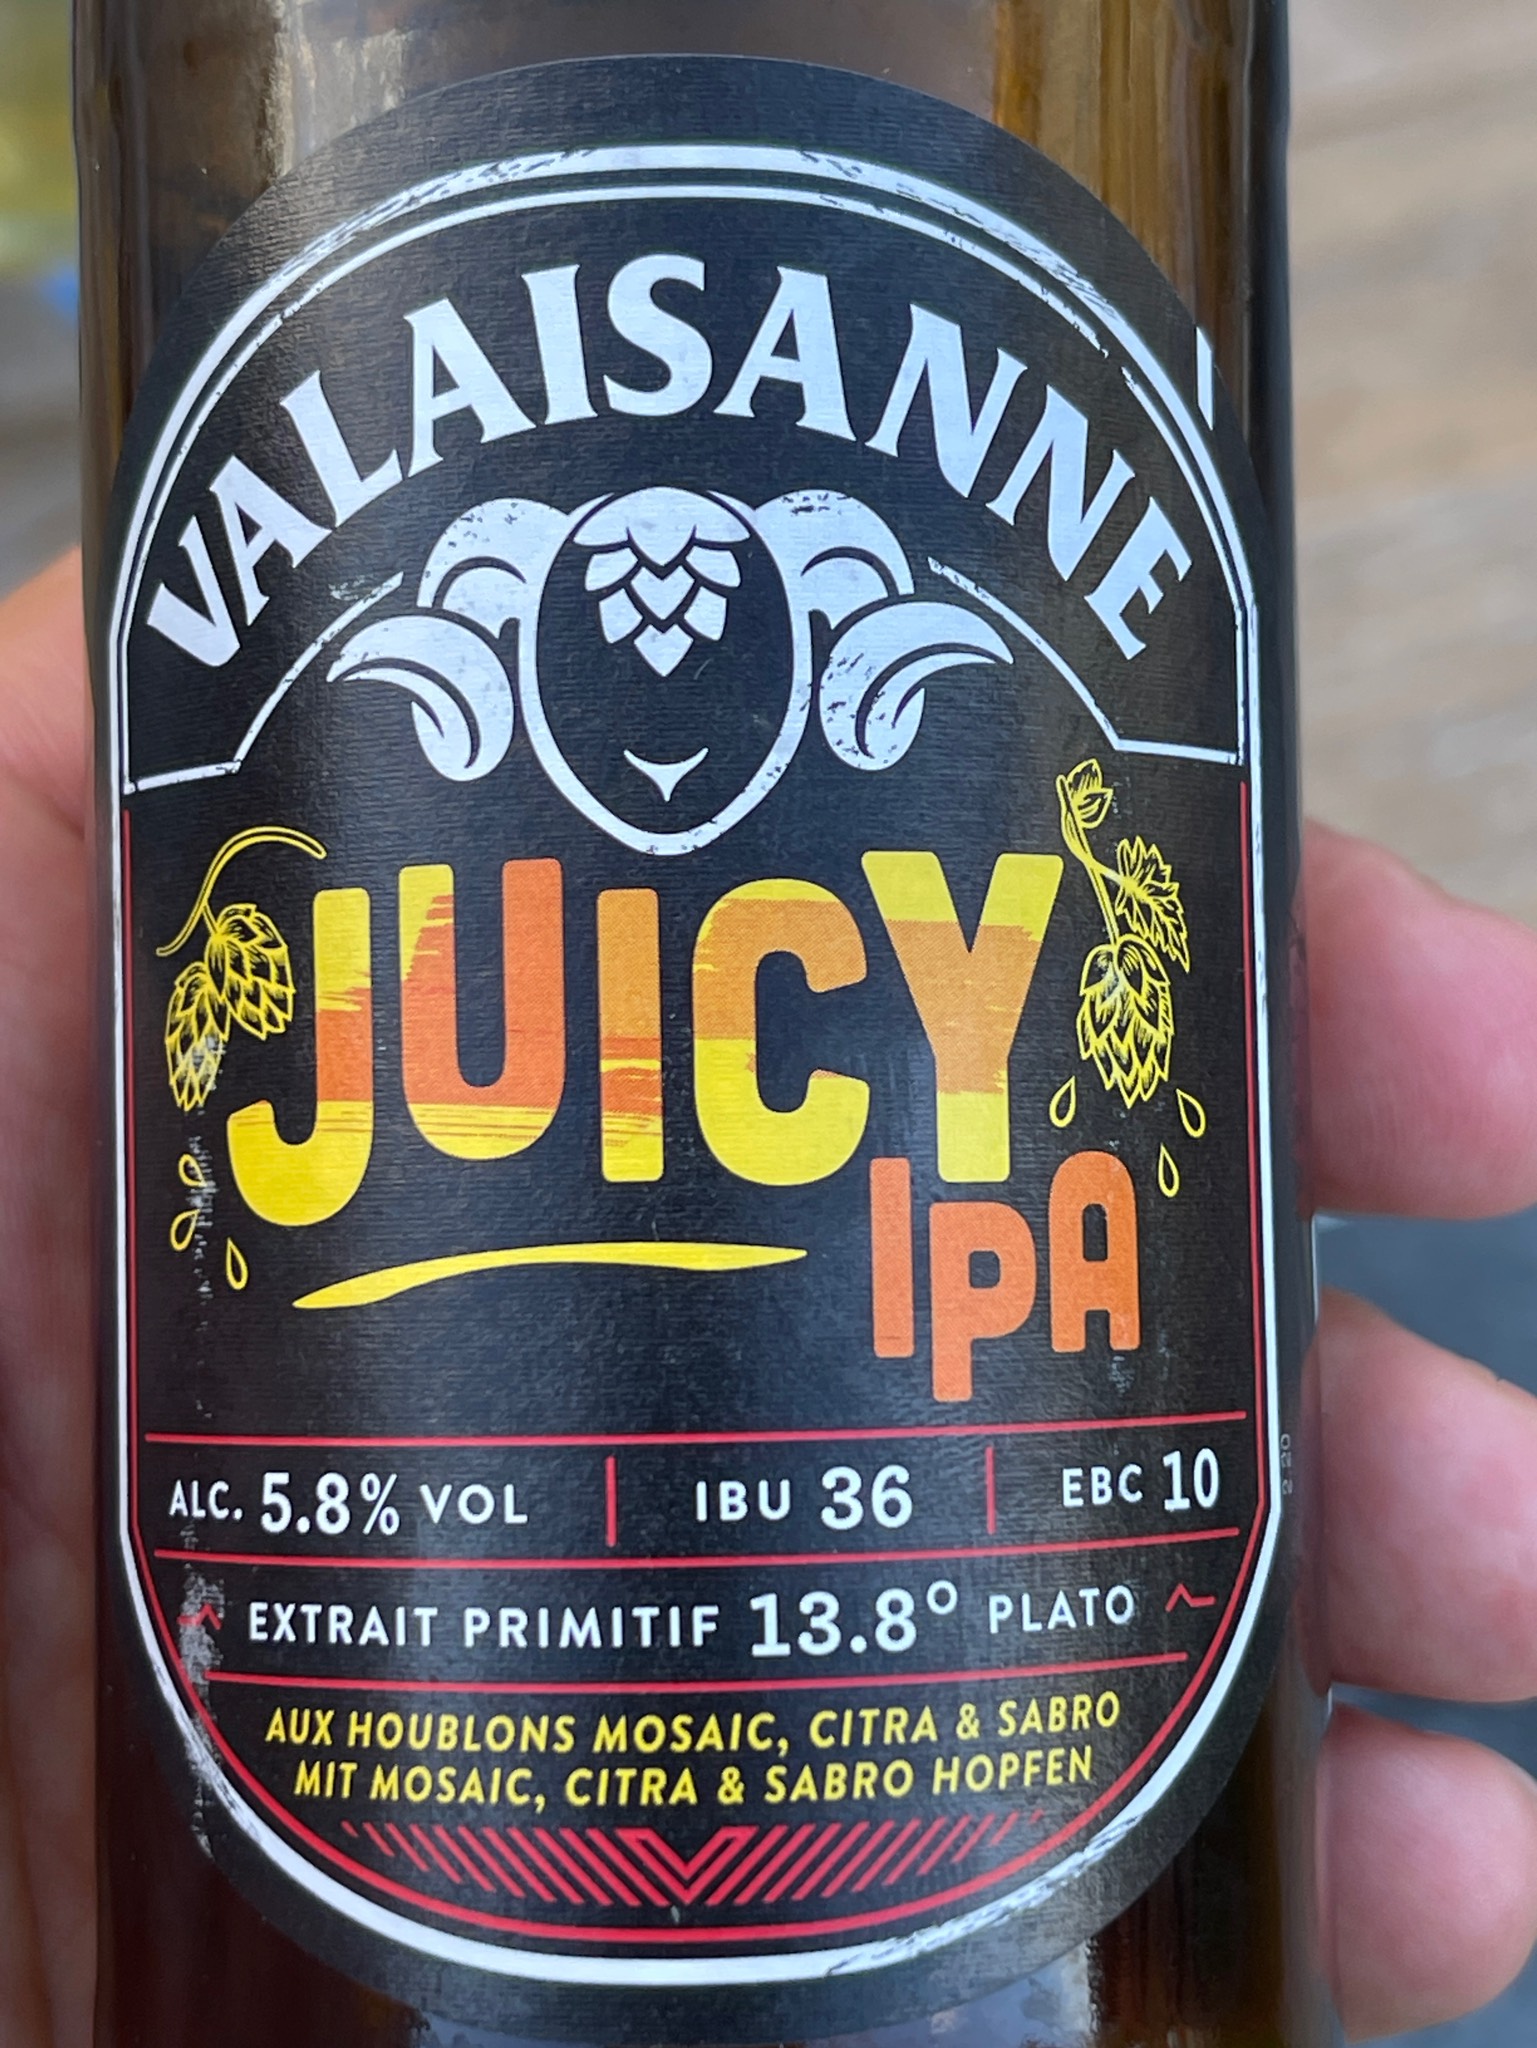 VALAISANNE
JUICY
IPA
ALC. 5.8% VOL | IBU 36 | EBC 10
EXTRAIT PRIMITIF 13.8° PLATO
AUX HOUBLONS MOSAIC, CITRA & SABRO
MIT MOSAIC, CITRA & SABRO HOPFEN